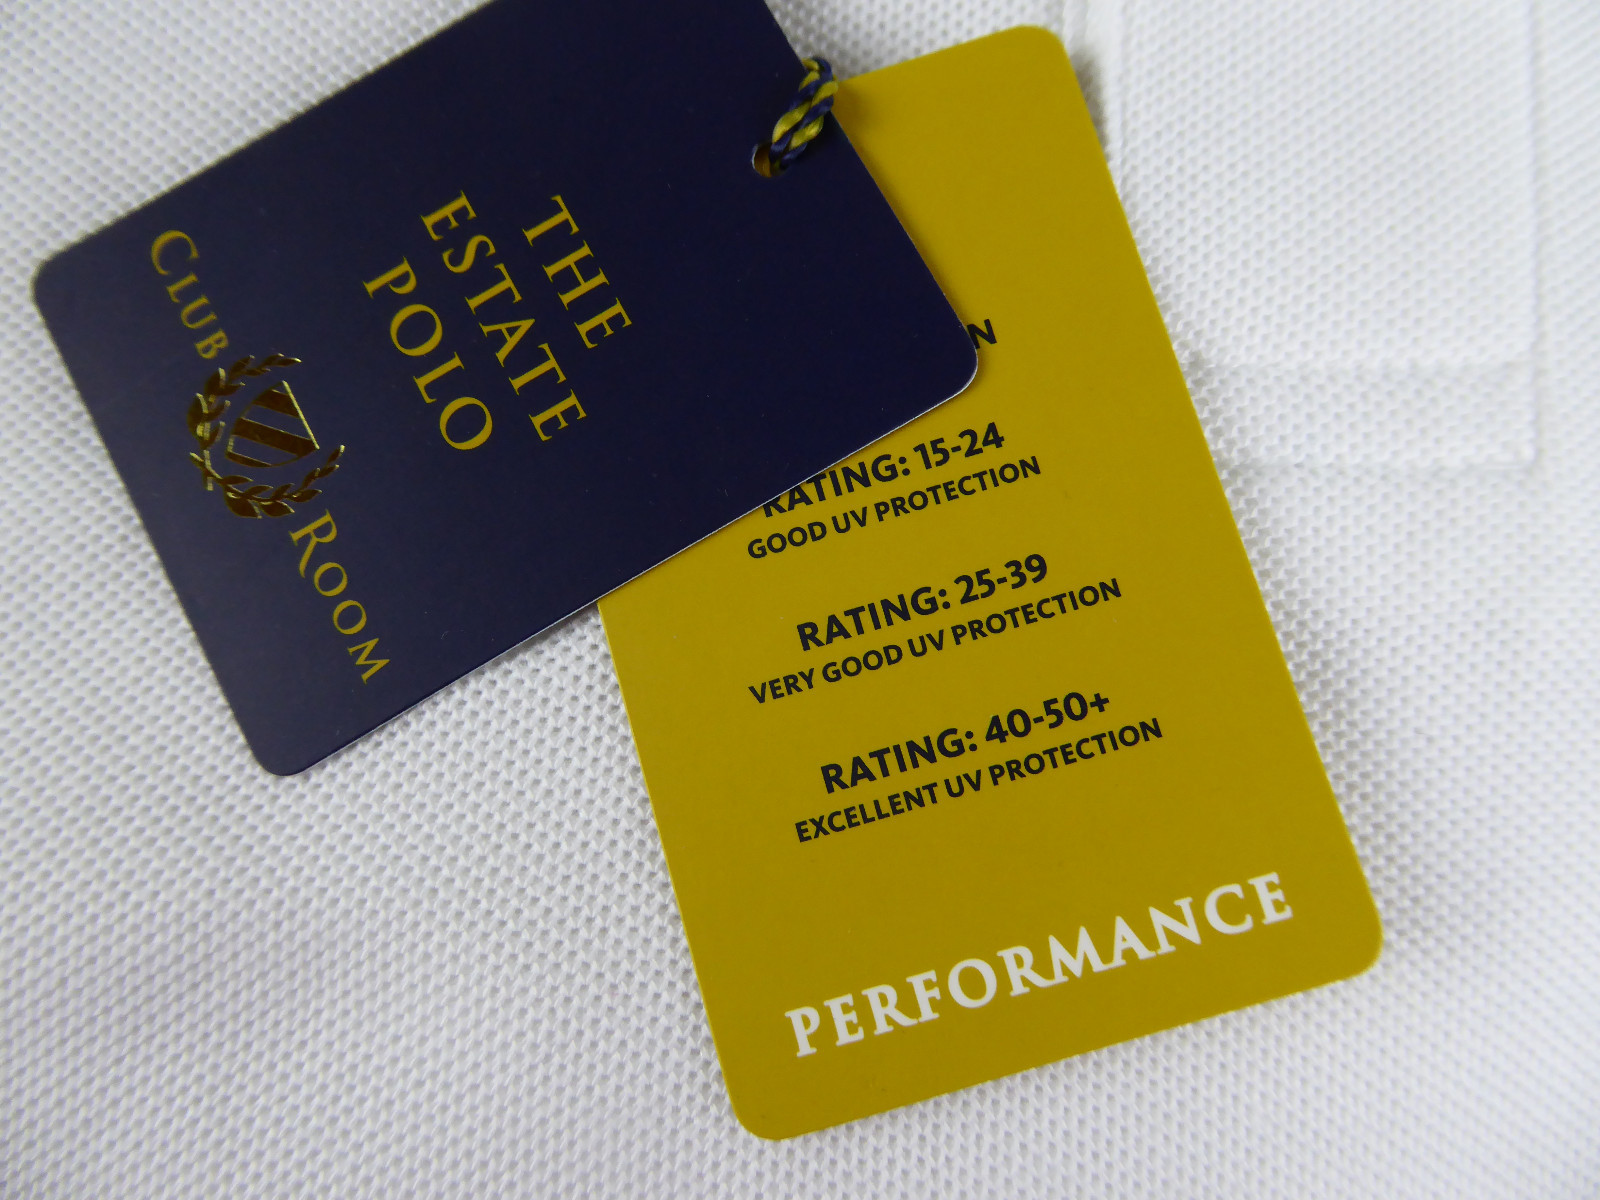 THE
ESTATE
POLO
CLUB ROOM
RATING: 15-24
GOOD UV PROTECTION
RATING: 25-39
VERY GOOD UV PROTECTION
RATING: 40-50+
EXCELLENT UV PROTECTION
PERFORMANCE